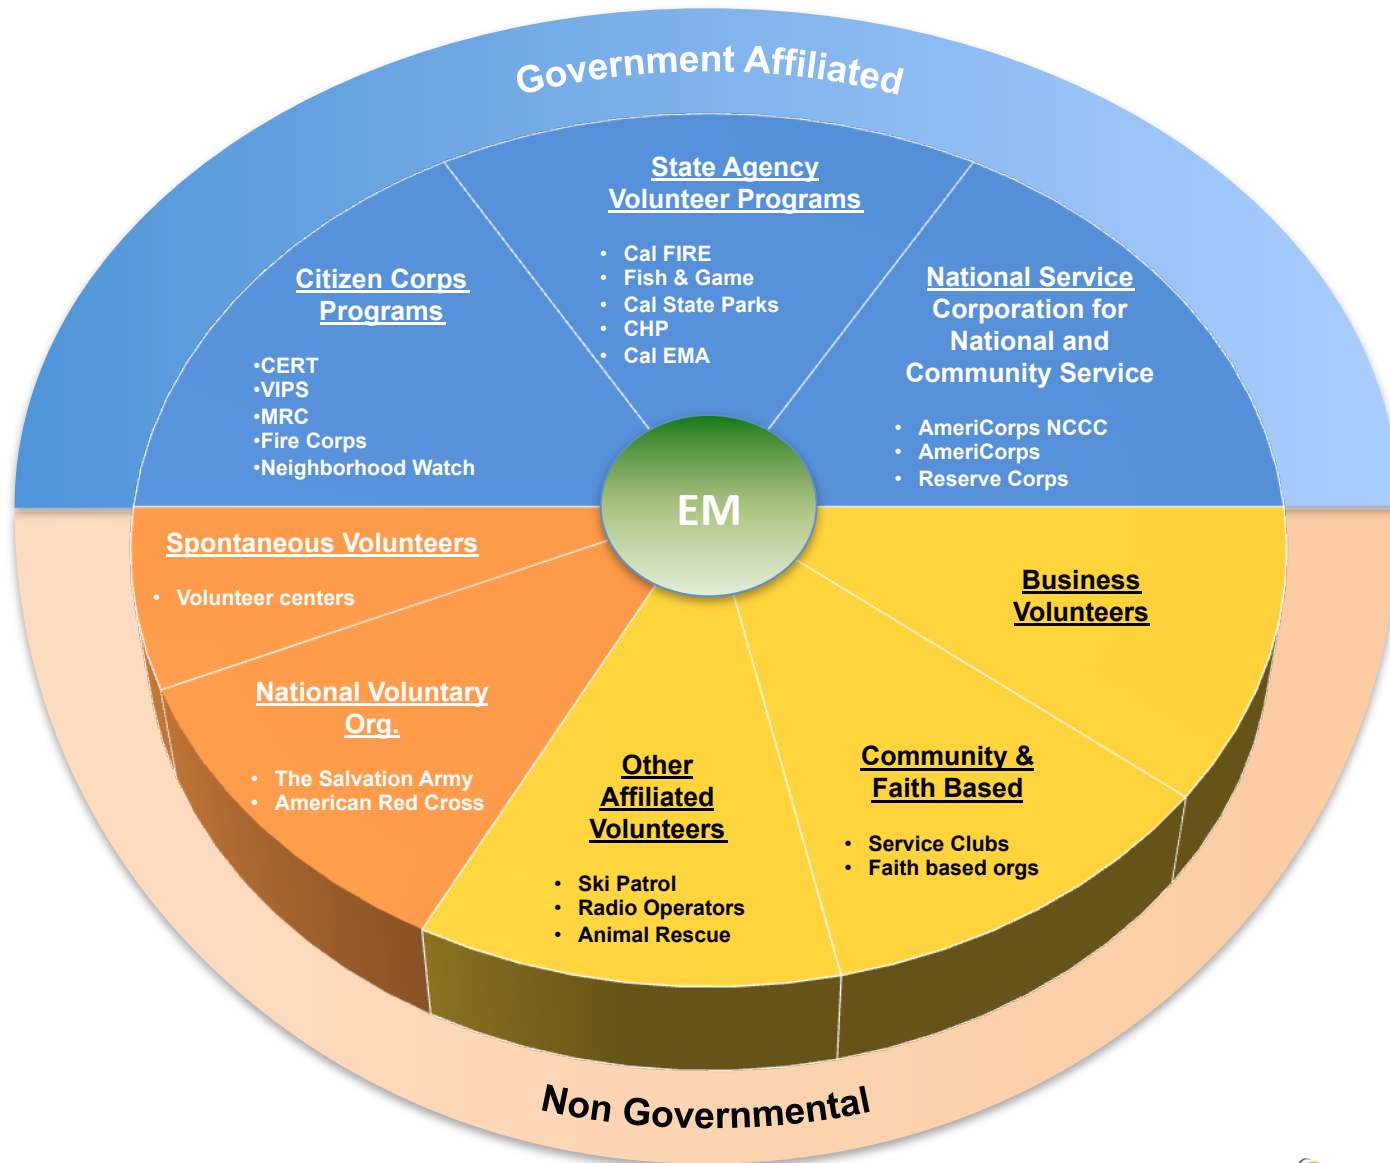 Government Affiliated
State Agency
Volunteer Programs
• Cal FIRE
• Fish & Game
• Cal State Parks
• CHP
• Cal EMA
Citizen Corps
Programs
•CERT
•VIPS
•MRC
•Fire Corps
•Neighborhood Watch
National Service
Corporation for
National and
Community Service
• AmeriCorps NCCC
• AmeriCorps
• Reserve Corps
EM
Spontaneous Volunteers
• Volunteer centers
Business
Volunteers
National Voluntary
Org.
• The Salvation Army
• American Red Cross
Other
Affiliated
Volunteers
• Ski Patrol
• Radio Operators
• Animal Rescue
Community &
Faith Based
• Service Clubs
• Faith based orgs
Non Governmental